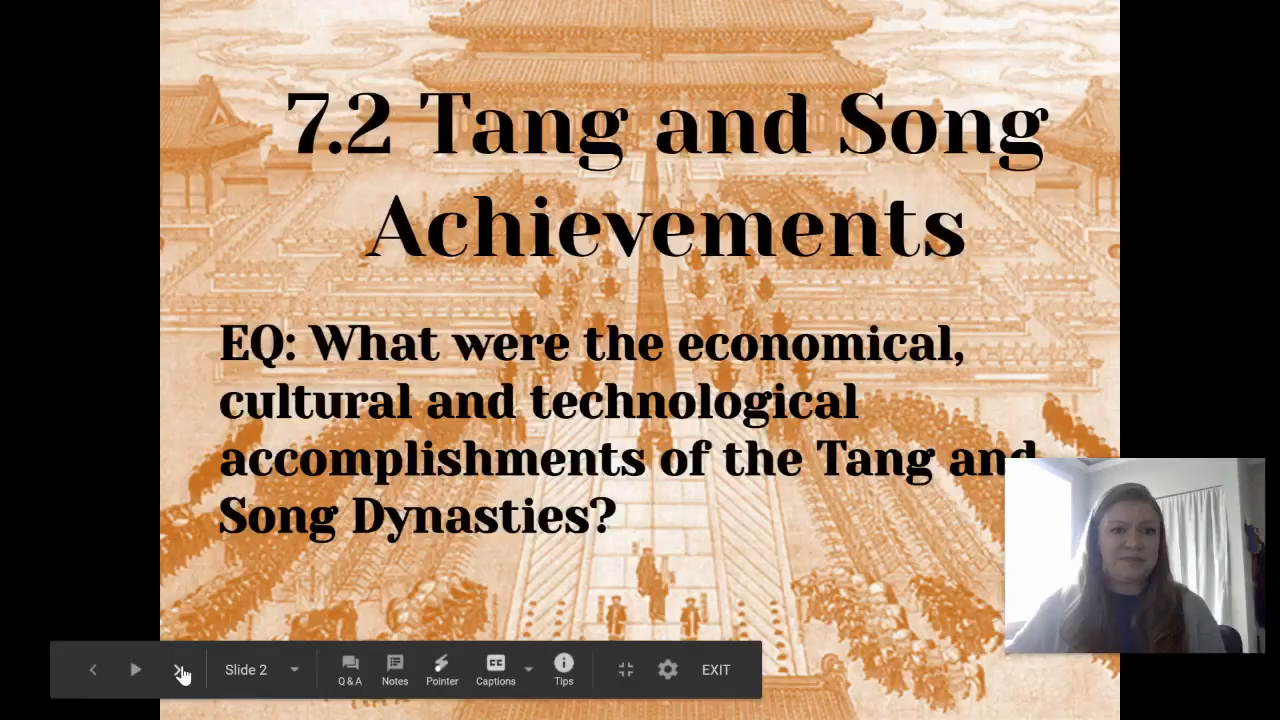 7.2 Tang and Song
Achievements
EQ: What were the economical,
cultural and technological
accomplishments of the Tang and
Song Dynasties?
Slide 2
Q & A
Notes
Pointer
CC
Captions
Tips
EXIT